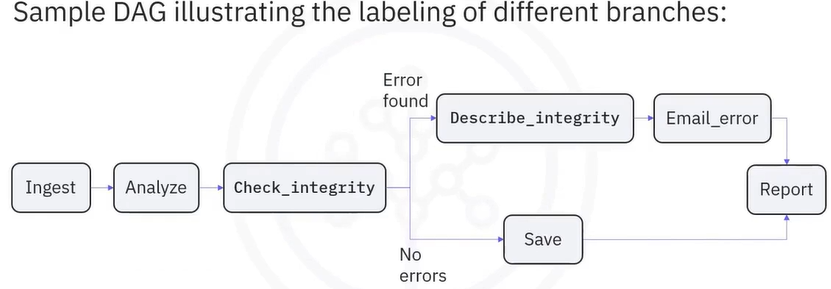 Sample DAG illustrating the labeling of different branches:
Error
found
Describe_integrity
Email_error
Ingest
Analyze
Check_integrity
Report
Save
No
errors